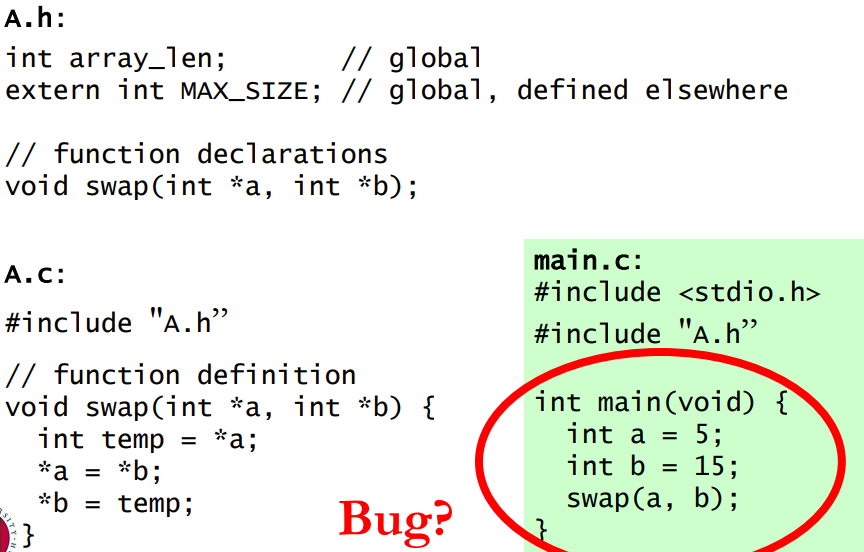 A.h:
int array_len;       // global
extern int MAX_SIZE; // global, defined elsewhere
// function declarations
void swap(int *a, int *b);
A.c:
#include "A.h”
// function definition
void swap(int *a, int *b) {
  int temp = *a;
  *a = *b;
  *b = temp;
}
Bug?
main.c:
#include <stdio.h>
#include "A.h”
int main(void) {
  int a = 5;
  int b = 15;
  swap(a, b);
}